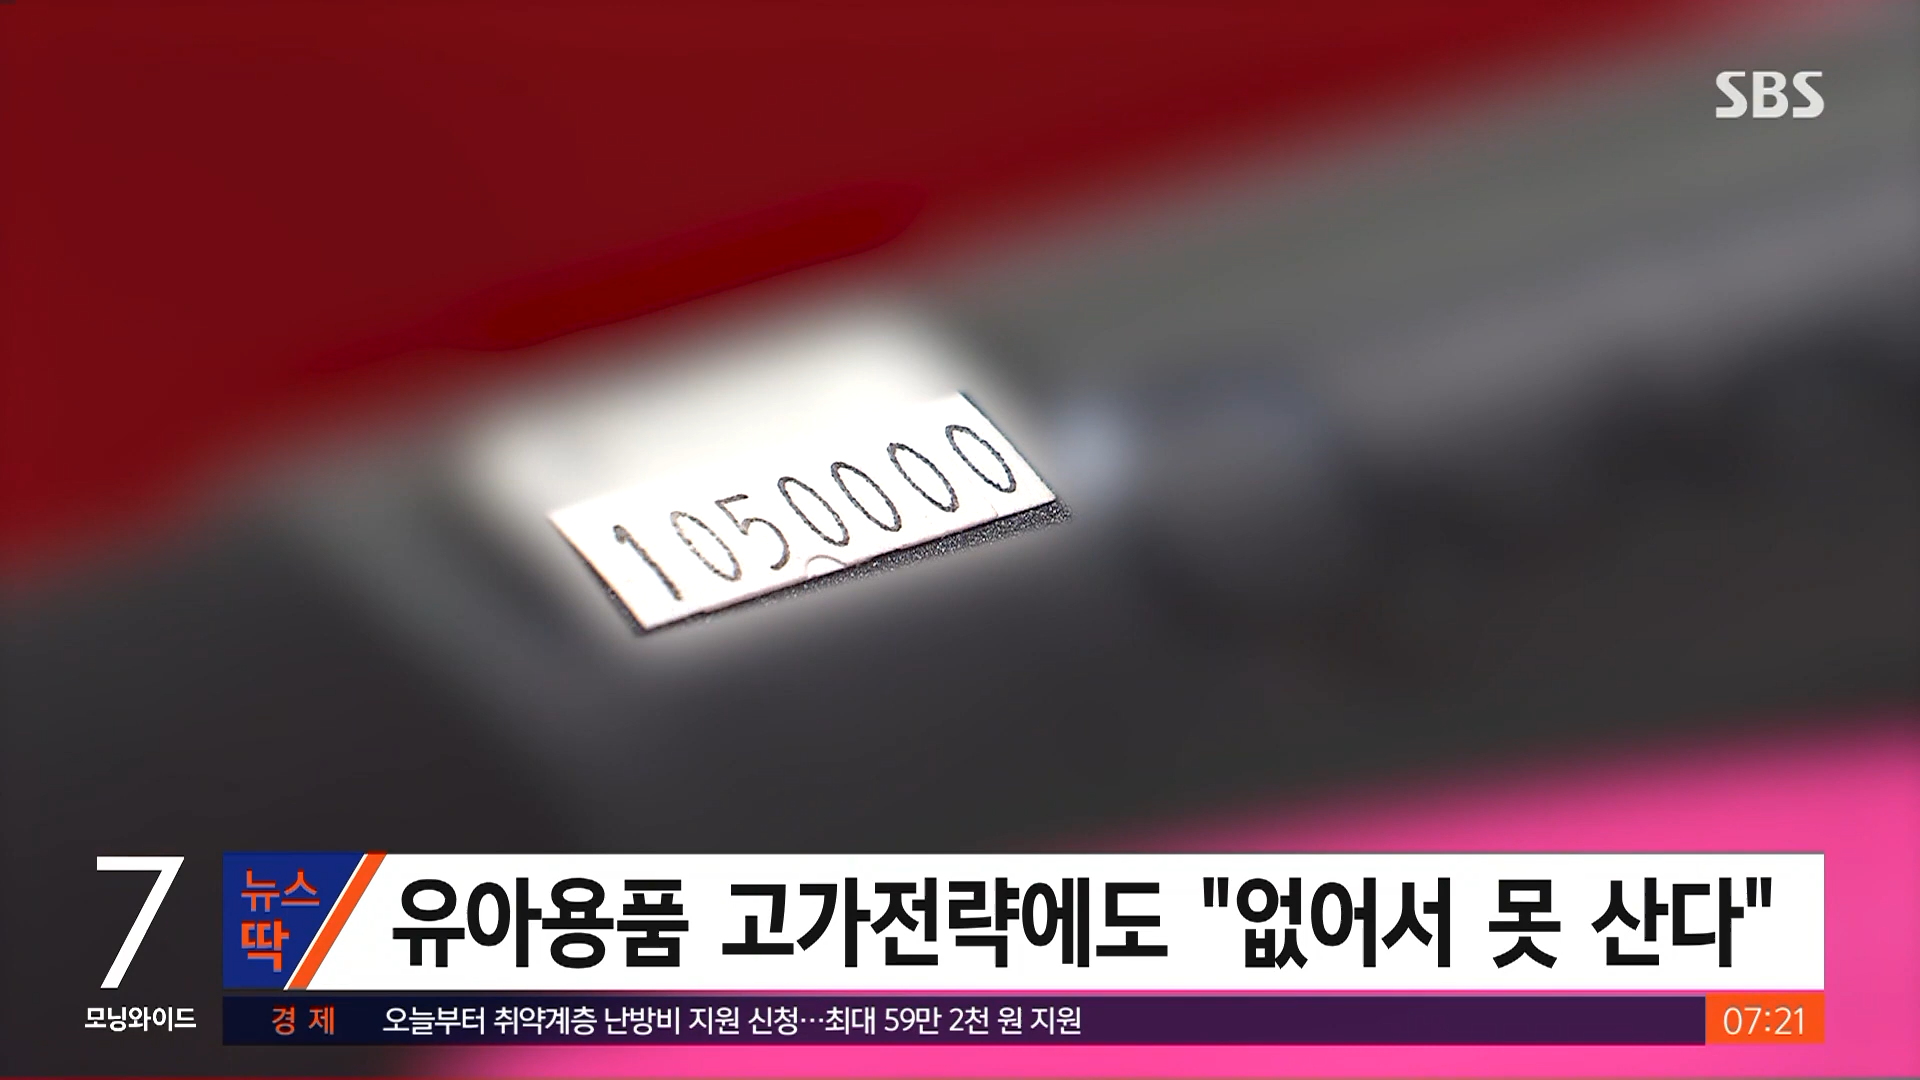 SBS
1050000
7
모닝와이드
뉴스
딱
유아용품 고가전략에도 "없어서 못 산다"
경제 오늘부터 취약계층 난방비 지원 신청…최대 59만 2천 원 지원 07:21